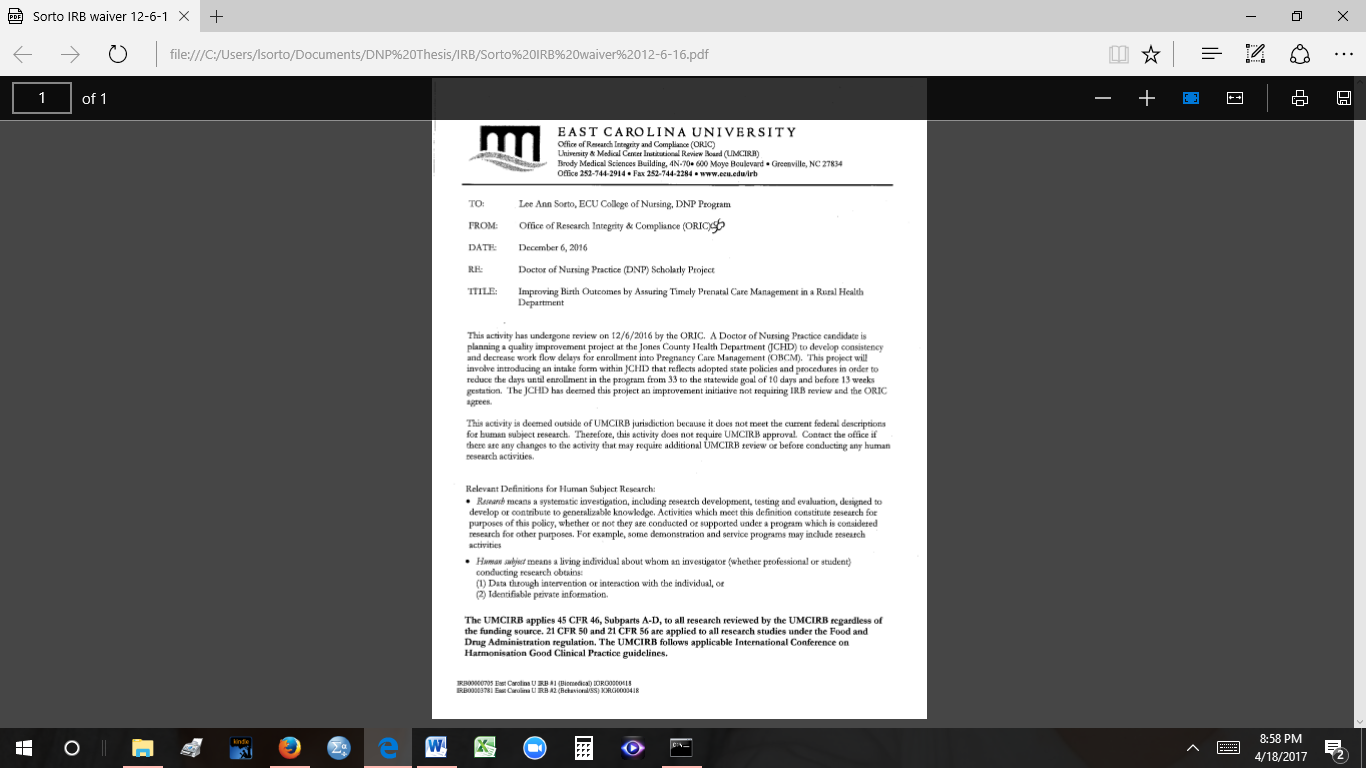 Sorto IRB waiver 12-6-1
file:///C:/Users/lsorto/Documents/DNP%20Thesis/IRB/Sorto%20IRB%20waiver%2012-6-16.pdf
1 of 1
EAST CAROLINA UNIVERSITY
Office of Research Integrity and Compliance (ORIC)
University & Medical Center Institutional Review Board (UMCIRB)
Brody Medical Sciences Building, 4N-70• 600 Moye Boulevard • Greenville, NC 27834
Office 252-744-2914 • Fax 252-744-2284 • www.ecu.edu/irb
TO: Lee Ann Sorto, ECU College of Nursing, DNP Program
FROM: Office of Research Integrity & Compliance (ORIC)
DATE: December 6, 2016
RE: Doctor of Nursing Practice (DNP) Scholarly Project
TITLE: Improving Birth Outcomes by Assuring Timely Prenatal Care Management in a Rural Health
Department
This activity has undergone review on 12/6/2016 by the ORIC. A Doctor of Nursing Practice candidate is
planning a quality improvement project at the Jones County Health Department (JCHD) to develop consistency
and decrease work flow delays for enrollment into Pregnancy Care Management (OBCM). This project will
involve introducing an intake form within JCHD that reflects adopted state policies and procedures in order to
reduce the days until enrollment in the program from 33 to the statewide goal of 10 days and before 13 weeks
gestation. The JCHD has deemed this project an improvement initiative not requiring IRB review and the ORIC
agrees.
This activity is deemed outside of UMCIRB jurisdiction because it does not meet the current federal descriptions
for human subject research. Therefore, this activity does not require UMCIRB approval. Contact the office if
there are any changes to the activity that may require additional UMCIRB review or before conducting any human
research activities.
Relevant Definitions for Human Subject Research:
• Research means a systematic investigation, including research development, testing and evaluation, designed to
develop or contribute to generalizable knowledge. Activities which meet this definition constitute research for
purposes of this policy, whether or not they are conducted or supported under a program which is considered
research for other purposes. For example, some demonstration and service programs may include research
activities
• Human subject means a living individual about whom an investigator (whether professional or student)
conducting research obtains:
(1) Data through intervention or interaction with the individual, or
(2) Identifiable private information.
The UMCIRB applies 45 CFR 46, Subparts A-D, to all research reviewed by the UMCIRB regardless of
the funding source. 21 CFR 50 and 21 CFR 56 are applied to all research studies under the Food and
Drug Administration regulation. The UMCIRB follows applicable International Conference on
Harmonisation Good Clinical Practice guidelines.
IRB00000705 East Carolina U IRB #1 (Biomedical) IORG0000418
IRB00003781 East Carolina U IRB #2 (Behavioral/SS) IORG0000418
kindle
8:58 PM
4/18/2017
2